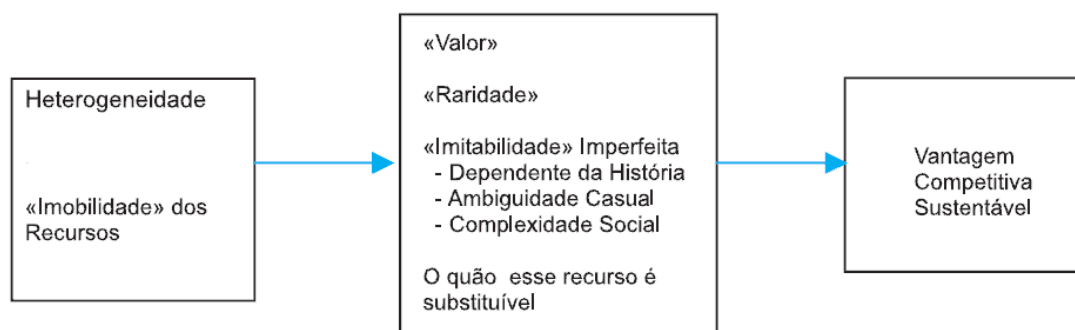 Heterogeneidade
«Imobilidade» dos
Recursos
«Valor»
«Raridade»
«Imitabilidade» Imperfeita
- Dependente da História
- Ambiguidade Casual
- Complexidade Social
O quão esse recurso é
substituível
Vantagem
Competitiva
Sustentável